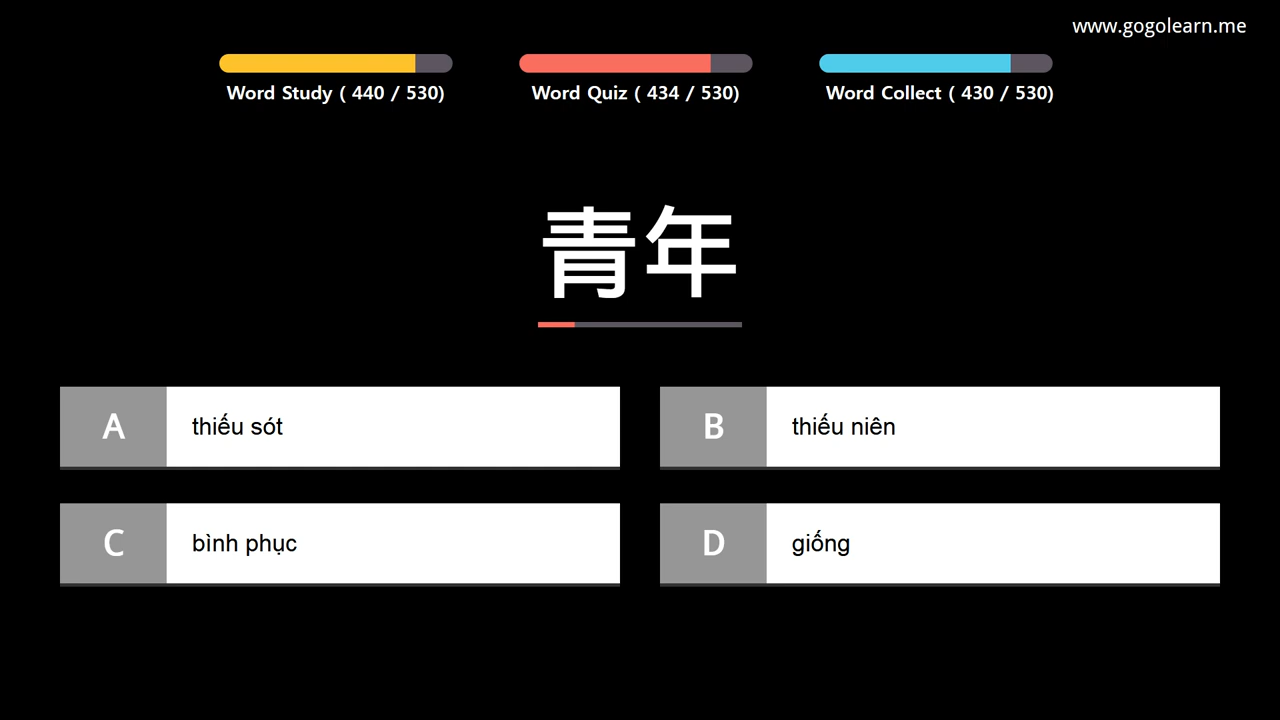 www.gogolearn.me
Word Study ( 440 / 530)
Word Quiz ( 434 / 530)
Word Collect ( 430 / 530)
青年
A thiếu sót
B thiếu niên
C bình phục
D giống